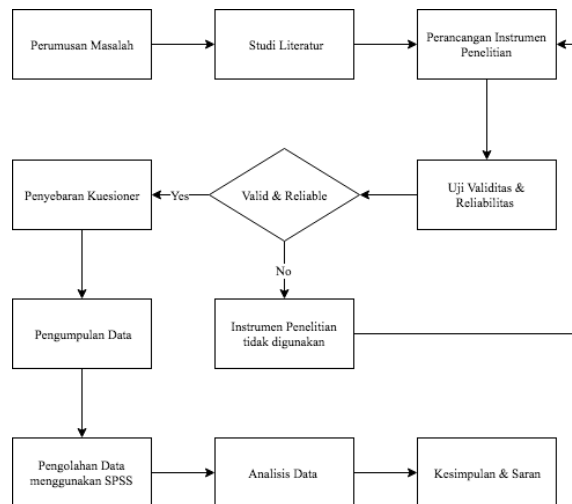 Perumusan Masalah
Studi Literatur
Perancangan Instrumen
Penelitian
Penyebaran Kuesioner
Yes
Valid & Reliable
Uji Validitas &
Reliabilitas
No
Pengumpulan Data
Instrumen Penelitian
tidak digunakan
Pengolahan Data
menggunakan SPSS
Analisis Data
Kesimpulan & Saran